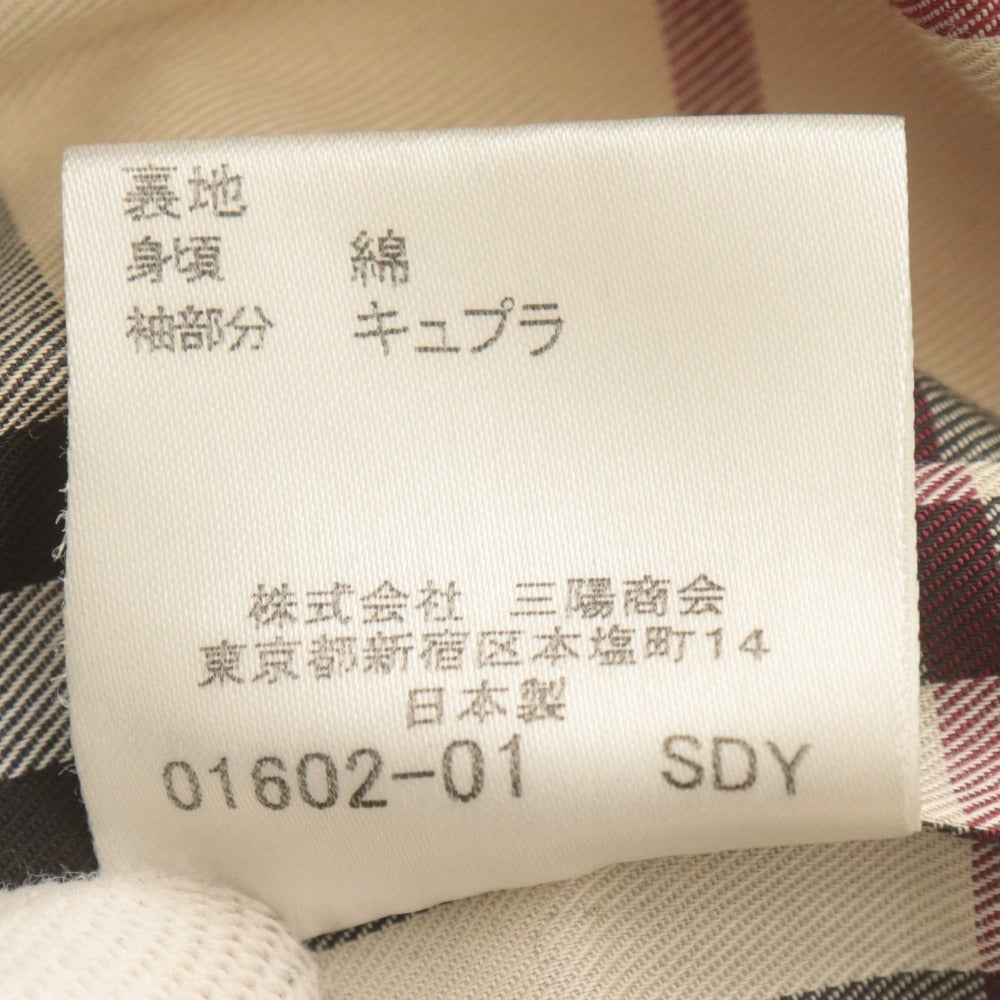 裏地
身頃 綿
袖部分 キュプラ
株式会社 三陽商会
東京都新宿区本塩町14
日本製
01602-01 SDY